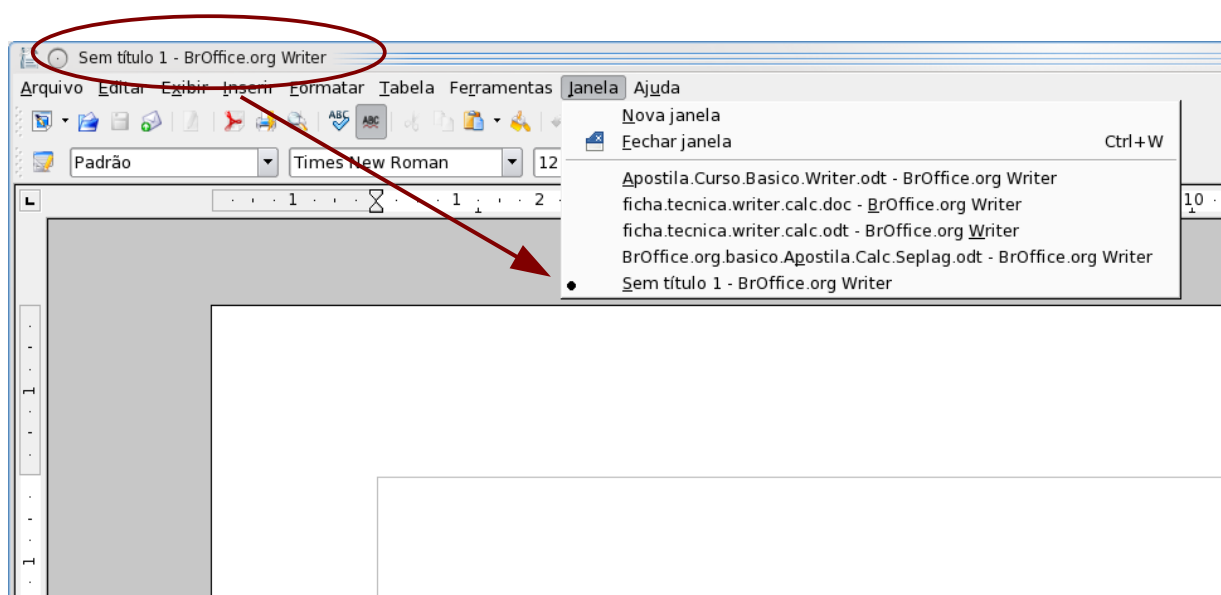 Sem título 1 - BrOffice.org Writer
Arquivo Editar Exibir Inserir Formatar Tabela Ferramentas Janela Ajuda
Nova janela
Fechar janela Ctrl+W
Padrão Times New Roman 12
Apostila.Curso.Basico.Writer.odt - BrOffice.org Writer
1 1 2 10
ficha.tecnica.writer.calc.doc - BrOffice.org Writer
ficha.tecnica.writer.calc.odt - BrOffice.org Writer
BrOffice.org.basico.Apostila.Calc.Seplag.odt - BrOffice.org Writer
Sem título 1 - BrOffice.org Writer
1
1